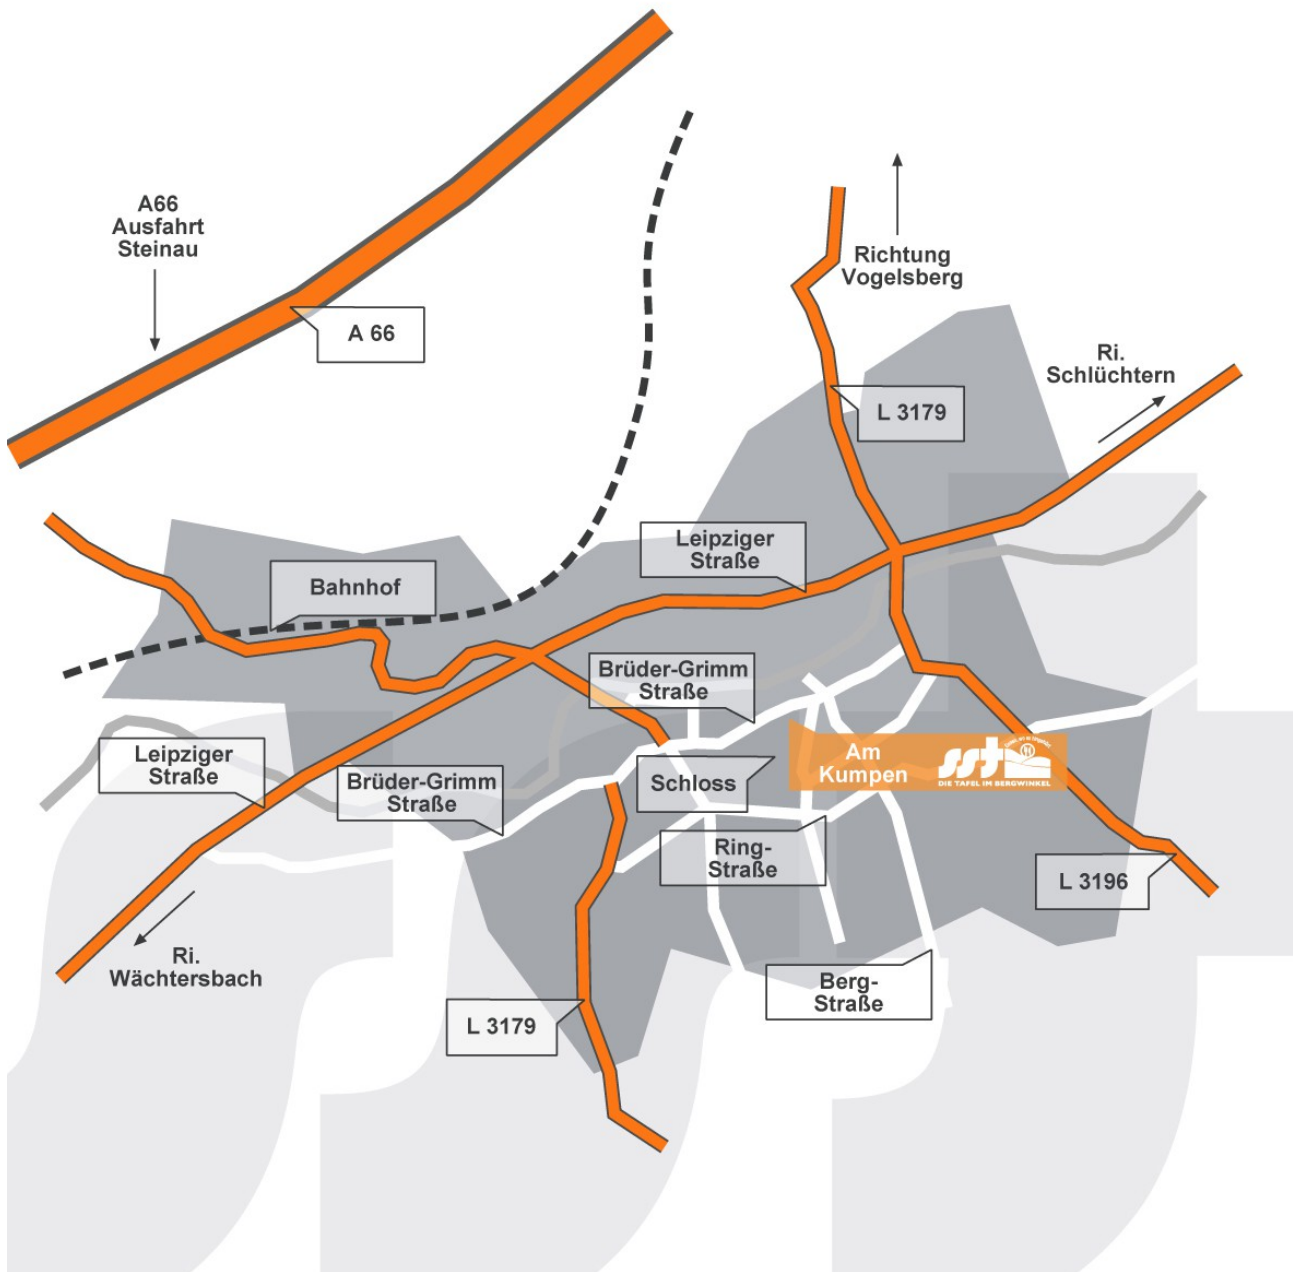 A66
Ausfahrt
Steinau
A 66
Richtung
Vogelsberg
Ri.
Schlüchtern
L 3179
Leipziger
Straße
Bahnhof
Brüder-Grimm
Straße
Leipziger
Straße
Brüder-Grimm
Straße
Schloss
Am
Kumpen
sst
DIE TAFEL IM BERGWINKEL
Ring-
Straße
L 3196
Ri.
Wächtersbach
Berg-
Straße
L 3179